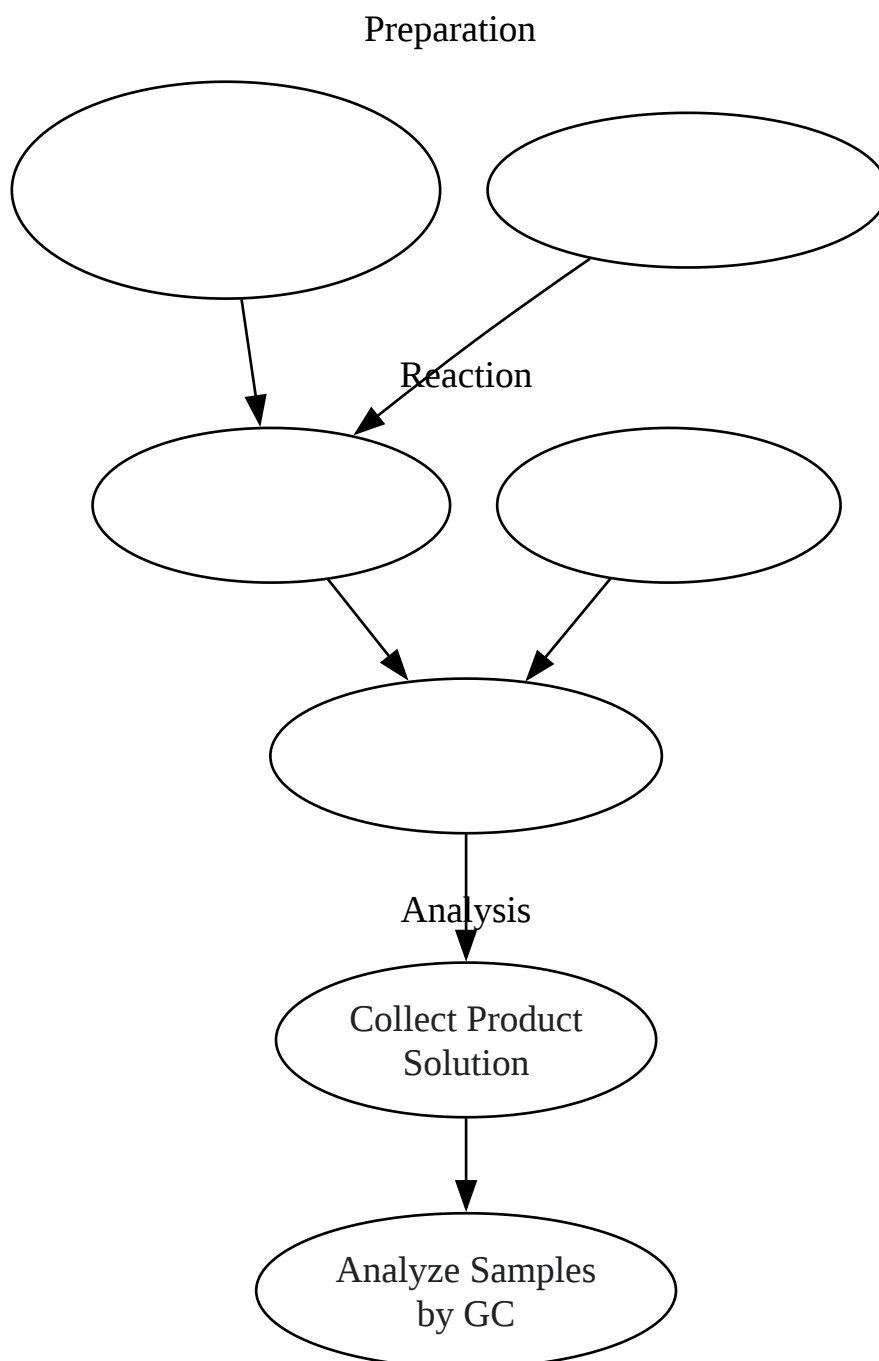 Preparation
Reaction
Analysis
Collect Product
Solution
Analyze Samples
by GC